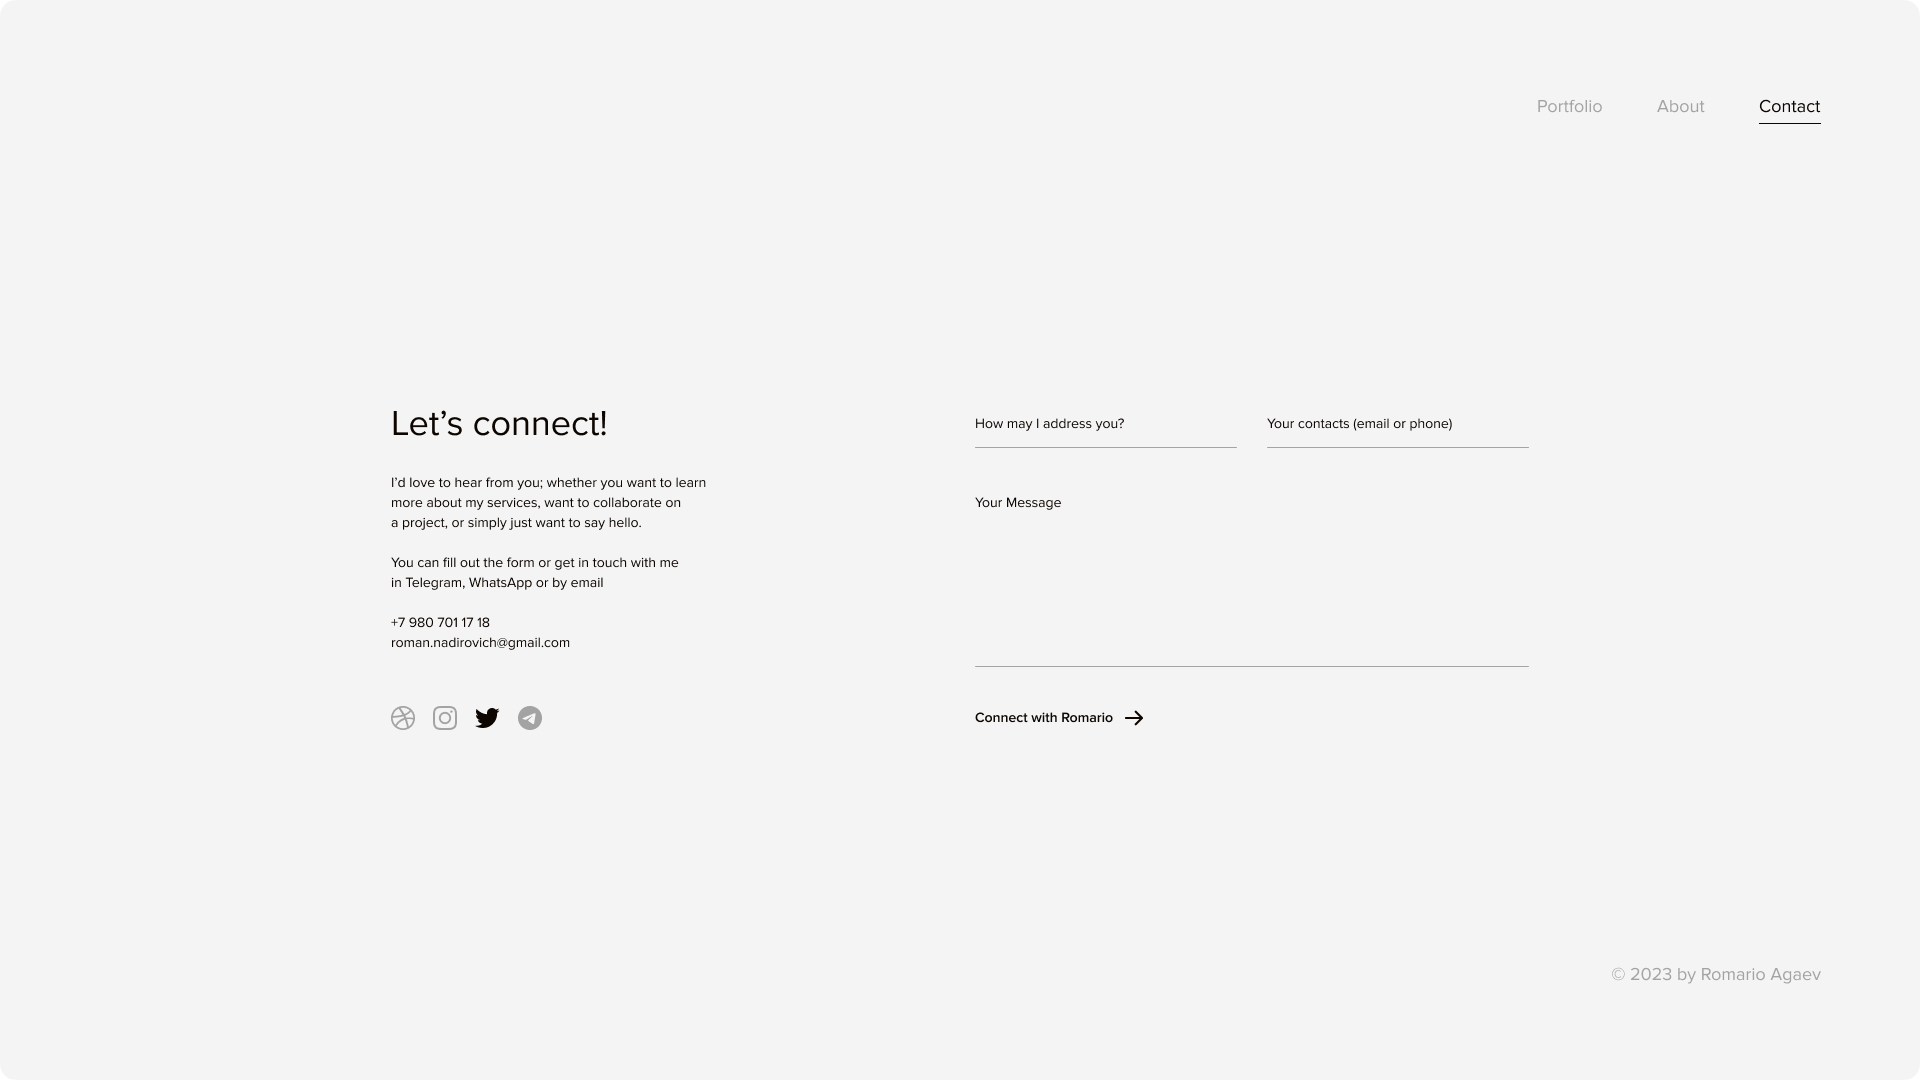 Portfolio
About
Contact
Let’s connect!
I’d love to hear from you; whether you want to learn
more about my services, want to collaborate on
a project, or simply just want to say hello.
You can fill out the form or get in touch with me
in Telegram, WhatsApp or by email
+7 980 701 17 18
roman.nadirovich@gmail.com
How may I address you?
Your contacts (email or phone)
Your Message
Connect with Romario
© 2023 by Romario Agaev